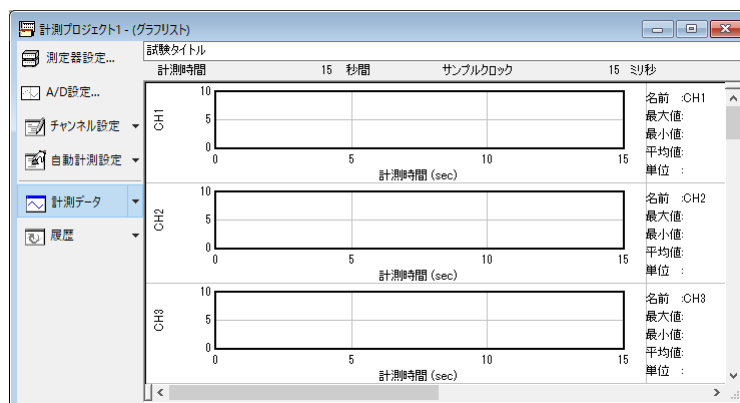 計測プロジェクト1 - (グラフリスト)
測定器設定...
A/D設定...
チャンネル設定
自動計測設定
計測データ
履歴
試験タイトル
計測時間 15 秒間 サンプルクロック 15 ミリ秒
CH1
10
5
0
0 5 10 15
計測時間 (sec)
名前 :CH1
最大値:
最小値:
平均値:
単位 :
CH2
10
5
0
0 5 10 15
計測時間 (sec)
名前 :CH2
最大値:
最小値:
平均値:
単位 :
CH3
10
5
0
0 5 10 15
計測時間 (sec)
名前 :CH3
最大値:
最小値:
平均値:
単位 :